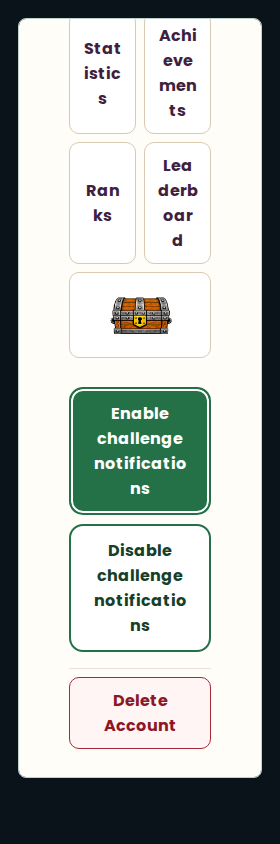 Stat
istic
s
Achi
eve
men
ts
Ran
ks
Lea
derb
oar
d
Enable
challenge
notificatio
ns
Disable
challenge
notificatio
ns
Delete
Account